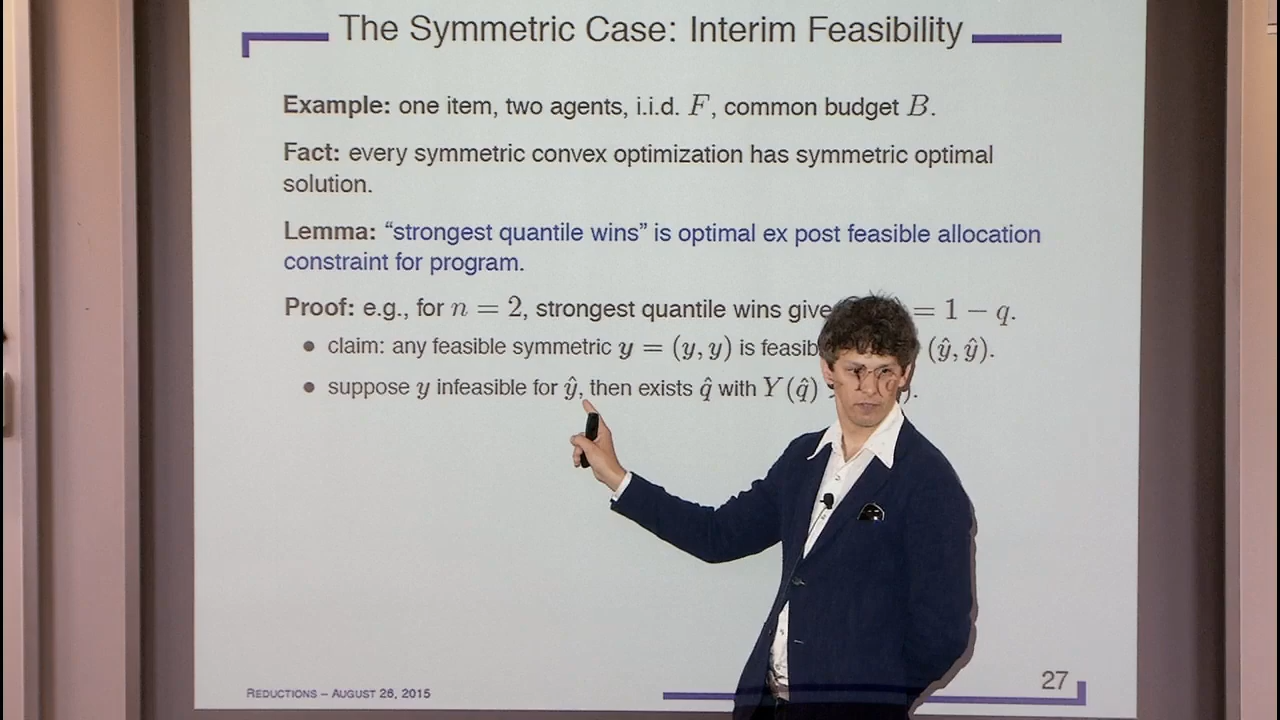 The Symmetric Case: Interim Feasibility
Example: one item, two agents, i.i.d. F, common budget B.
Fact: every symmetric convex optimization has symmetric optimal
solution.
Lemma: “strongest quantile wins” is optimal ex post feasible allocation
constraint for program.
Proof: e.g., for n = 2, strongest quantile wins give = 1 − q.
• claim: any feasible symmetric y = (y, y) is feasib (ŷ, ŷ).
• suppose y infeasible for ŷ, then exists q̂ with Y(q̂) ).
REDUCTIONS – AUGUST 26, 2015
27